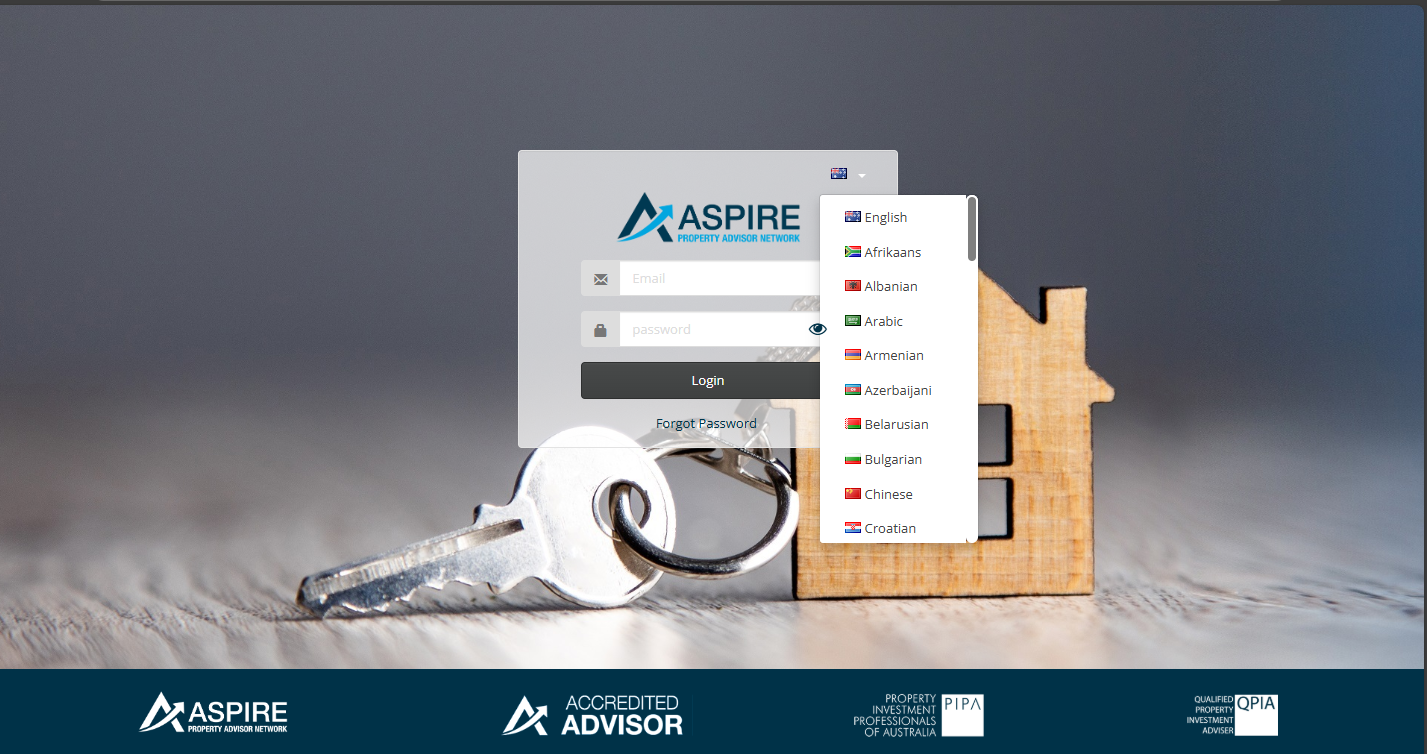 ASPIRE
PROPERTY ADVISOR NETWORK
Email
password
Login
Forgot Password
English
Afrikaans
Albanian
Arabic
Armenian
Azerbaijani
Belarusian
Bulgarian
Chinese
Croatian
ASPIRE
PROPERTY ADVISOR NETWORK
ACCREDITED
ADVISOR
PROPERTY
INVESTMENT
PROFESSIONALS
OF AUSTRALIA
PIPA
QUALIFIED
PROPERTY
INVESTMENT
ADVISER
QPIA